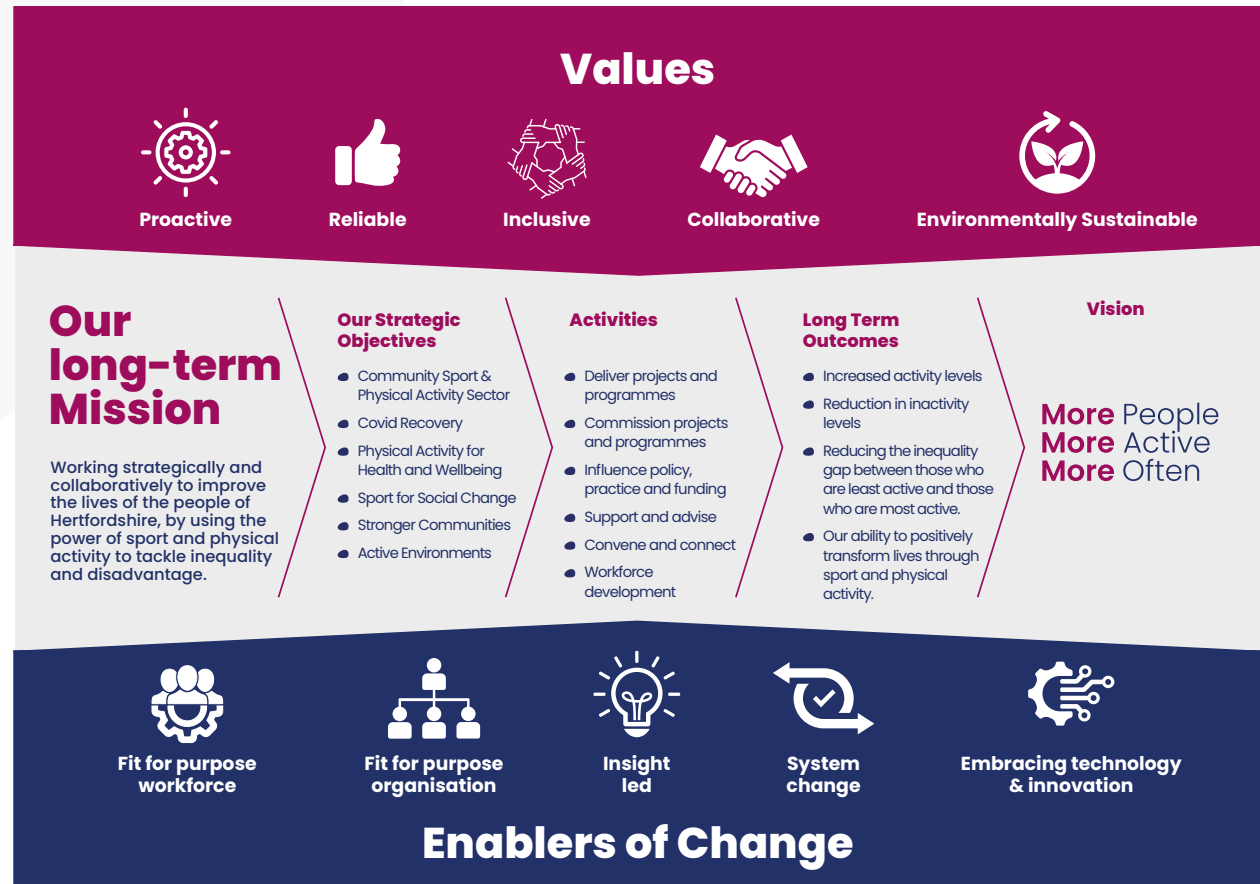 Values
Proactive
Reliable
Inclusive
Collaborative
Environmentally Sustainable
Our
long-term
Mission
Working strategically and
collaboratively to improve
the lives of the people of
Hertfordshire, by using the
power of sport and physical
activity to tackle inequality
and disadvantage.
Our Strategic
Objectives
Community Sport &
Physical Activity Sector
Covid Recovery
Physical Activity for
Health and Wellbeing
Sport for Social Change
Stronger Communities
Active Environments
Activities
Deliver projects and
programmes
Commission projects
and programmes
Influence policy,
practice and funding
Support and advise
Convene and connect
Workforce
development
Long Term
Outcomes
Increased activity levels
Reduction in inactivity
levels
Reducing the inequality
gap between those who
are least active and those
who are most active.
Our ability to positively
transform lives through
sport and physical
activity.
Vision
More People
More Active
More Often
Fit for purpose
workforce
Fit for purpose
organisation
Insight
led
System
change
Embracing technology
& innovation
Enablers of Change